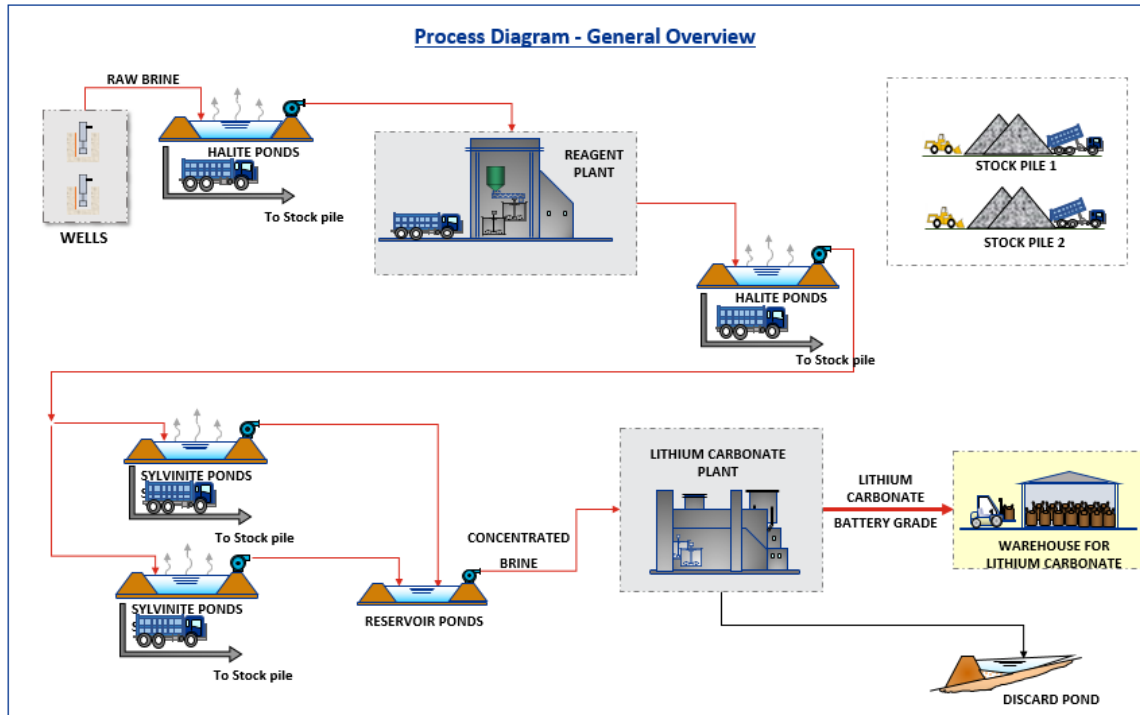 Process Diagram - General Overview
RAW BRINE
HALITE PONDS
To Stock pile
WELLS
REAGENT
PLANT
STOCK PILE 1
STOCK PILE 2
HALITE PONDS
To Stock pile
SYLVINITE PONDS
S
To Stock pile
SYLVINITE PONDS
S
To Stock pile
RESERVOIR PONDS
CONCENTRATED
BRINE
LITHIUM CARBONATE
PLANT
LITHIUM
CARBONATE
BATTERY GRADE
WAREHOUSE FOR
LITHIUM CARBONATE
DISCARD POND